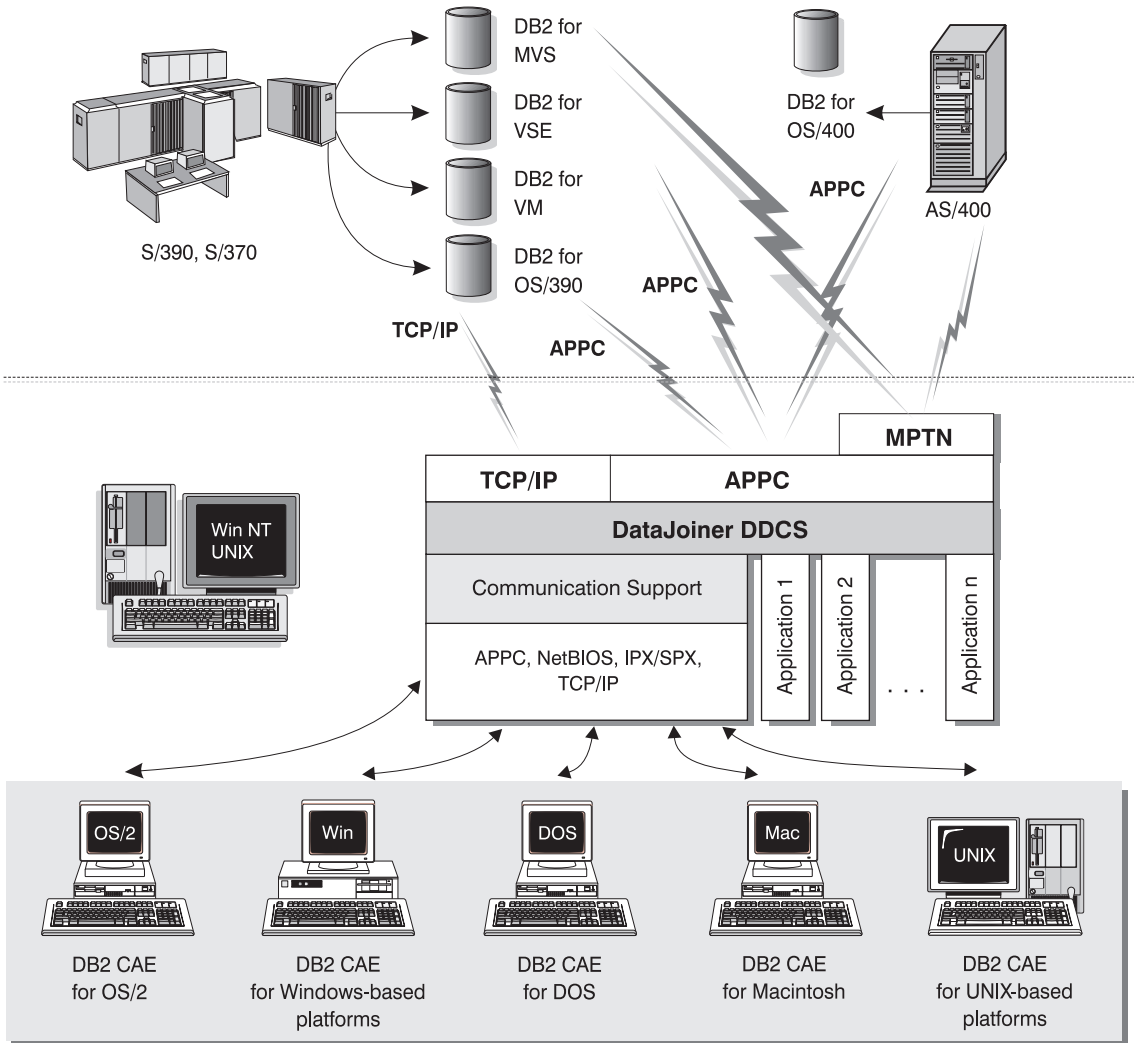 DB2 for
MVS
DB2 for
VSE
DB2 for
VM
DB2 for
OS/390
S/390, S/370
DB2 for
OS/400
APPC
AS/400
APPC
TCP/IP
APPC
MPTN
TCP/IP
APPC
DataJoiner DDCS
Win NT
UNIX
Communication Support
APPC, NetBIOS, IPX/SPX,
TCP/IP
Application 1
Application 2
. . .
Application n
OS/2
Win
DOS
Mac
UNIX
DB2 CAE
for OS/2
DB2 CAE
for Windows-based
platforms
DB2 CAE
for DOS
DB2 CAE
for Macintosh
DB2 CAE
for UNIX-based
platforms